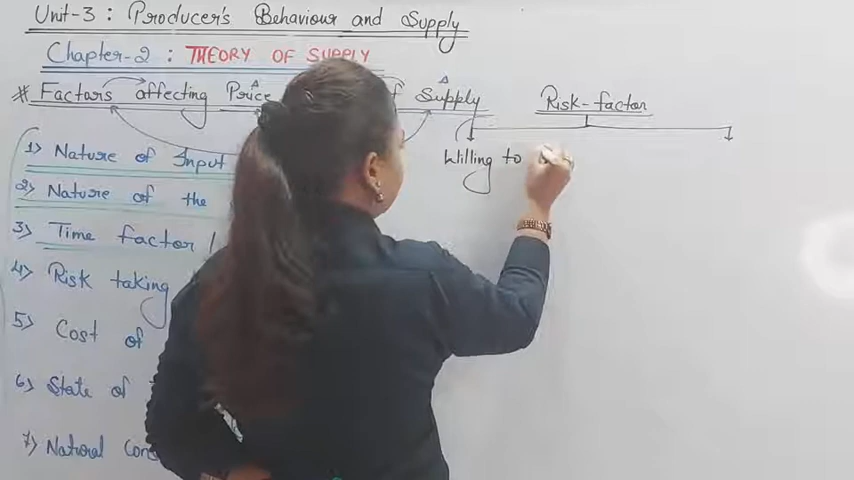 Unit-3 : Producer's Behaviour and Supply
Chapter-2 : THEORY OF SUPPLY
# Factors affecting Price of Supply
1) Nature of Input
2) Nature of the
3) Time factor
4) Risk taking
5) Cost of
6) State of
7) Natural
Risk-factor
Willing to